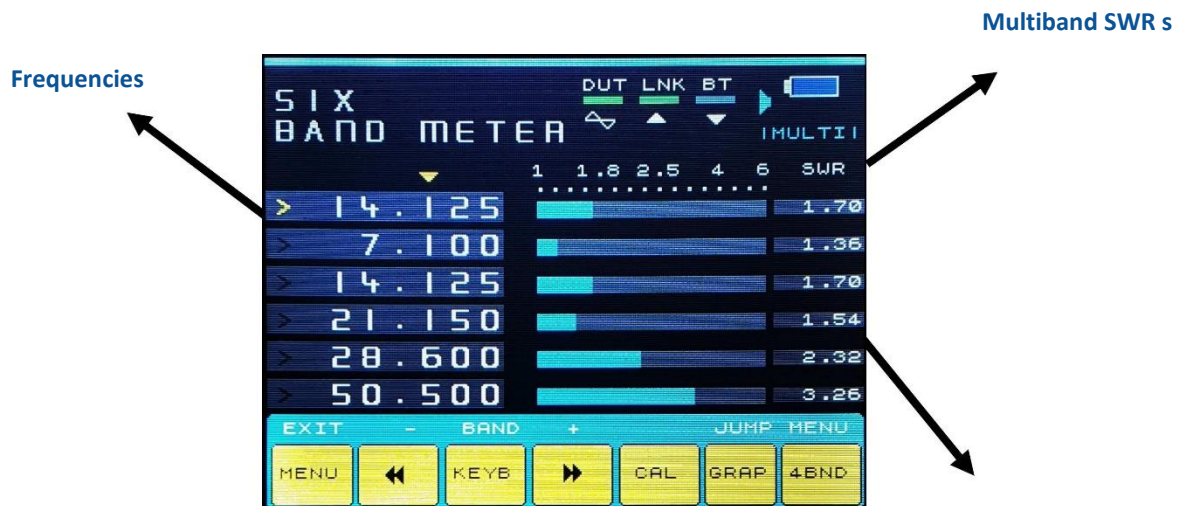 Multiband SWR s
Frequencies
DUT LNK BT
SIX
BAND METER
|MULTI|
1 1.8 2.5 4 6 SWR
> 14.125 1.70
> 7.100 1.36
> 14.125 1.70
> 21.150 1.54
> 28.600 2.32
> 50.500 3.26
EXIT - BAND + JUMP MENU
MENU KEYB CAL GRAP 4BND